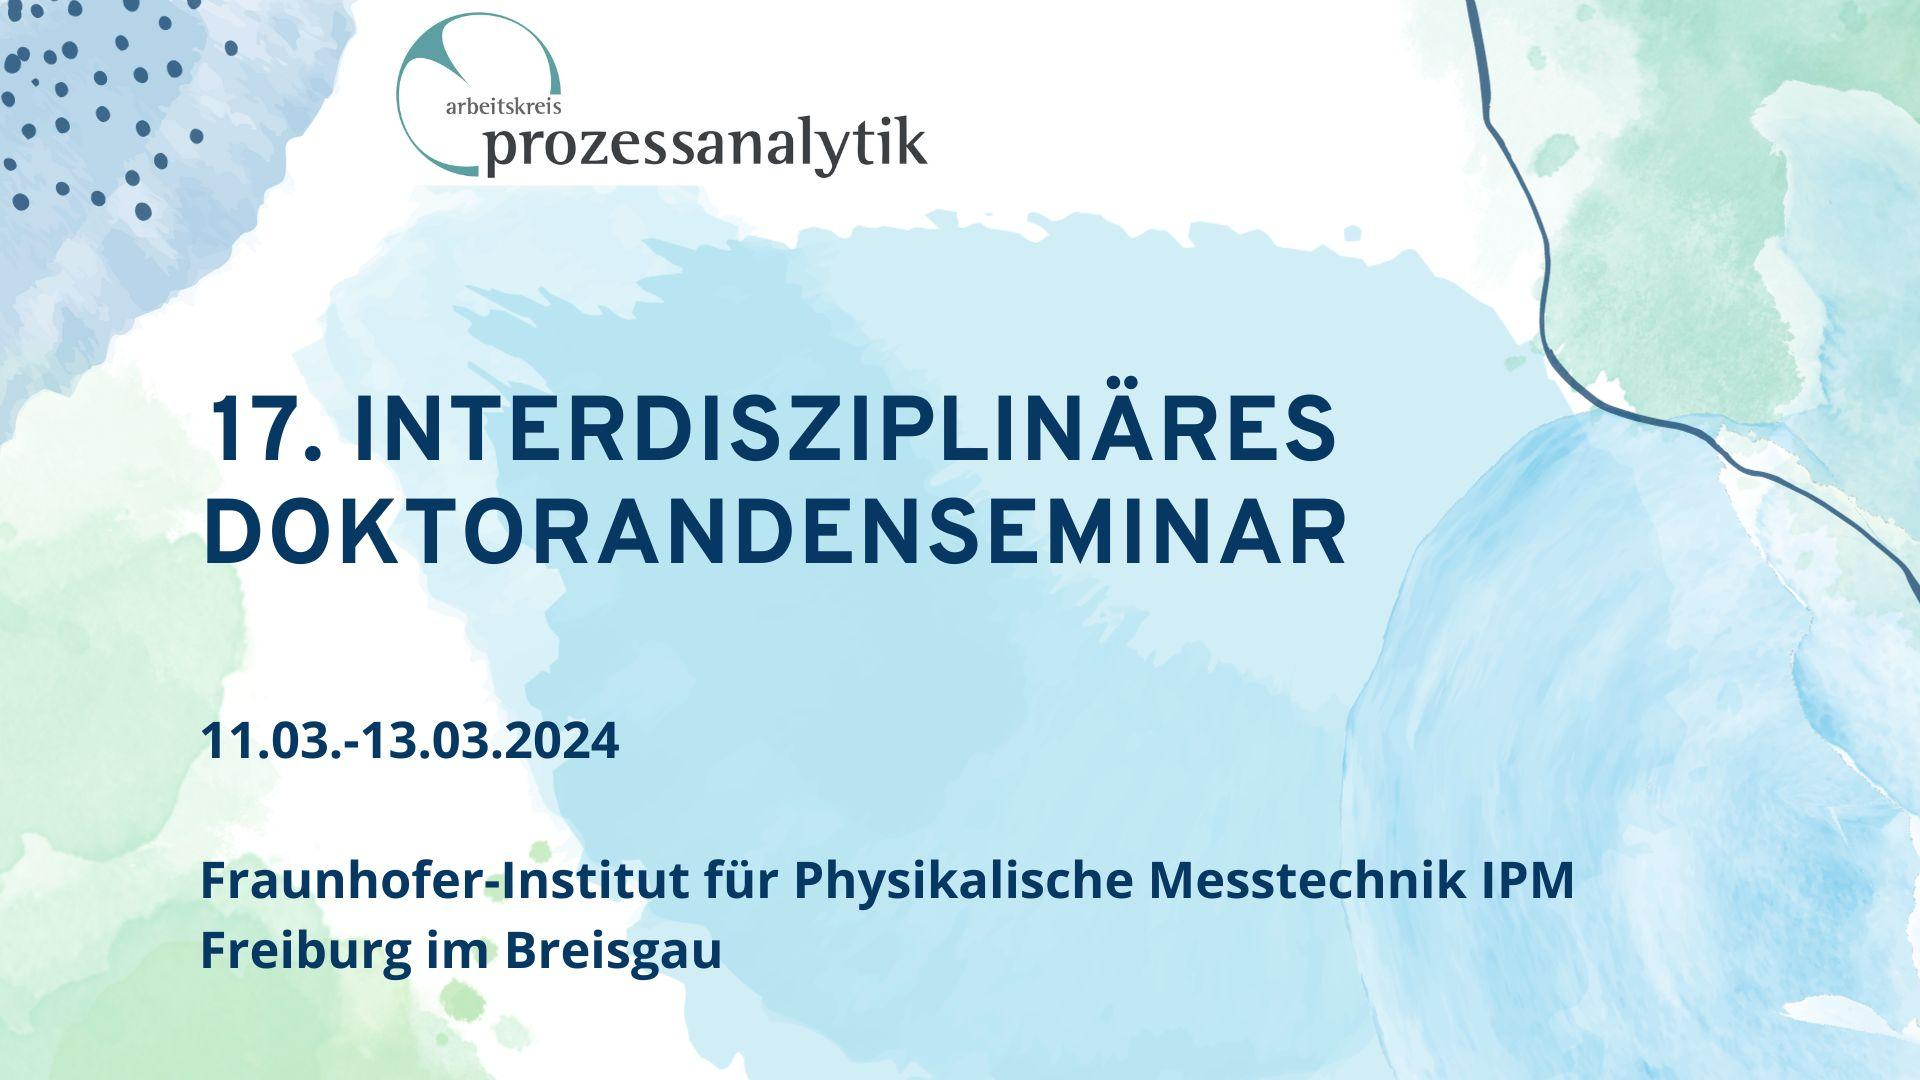 arbeitskreis
prozessanalytik
17. INTERDISZIPLINÄRES
DOKTORANDENSEMINAR
11.03.-13.03.2024
Fraunhofer-Institut für Physikalische Messtechnik IPM
Freiburg im Breisgau